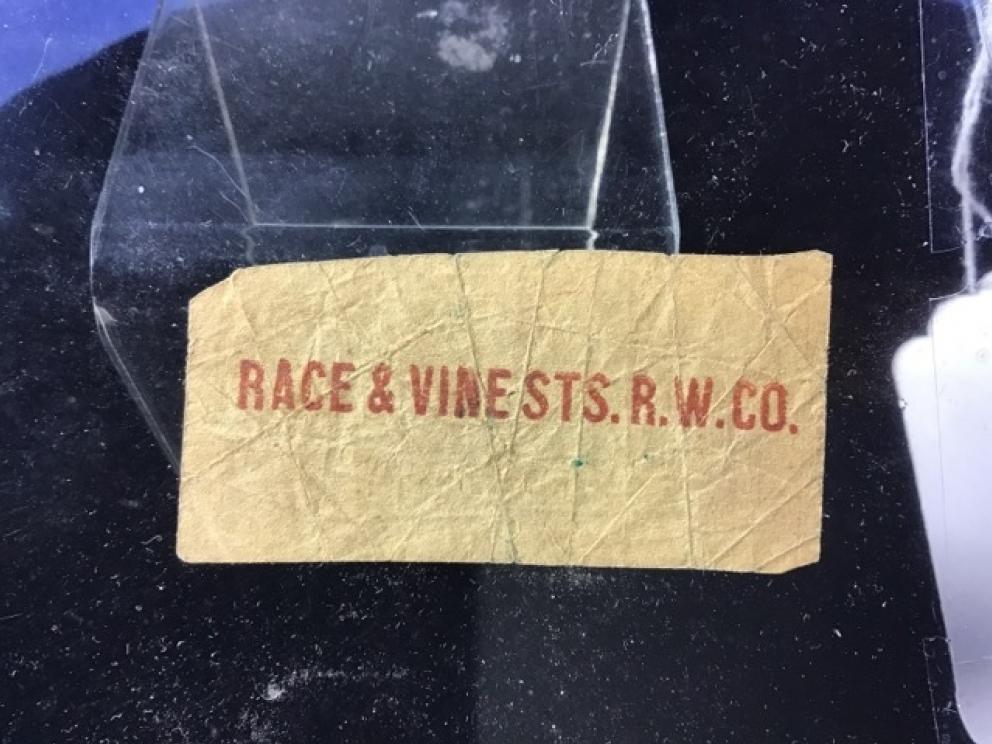 RACE & VINE STS. R.W.CO.